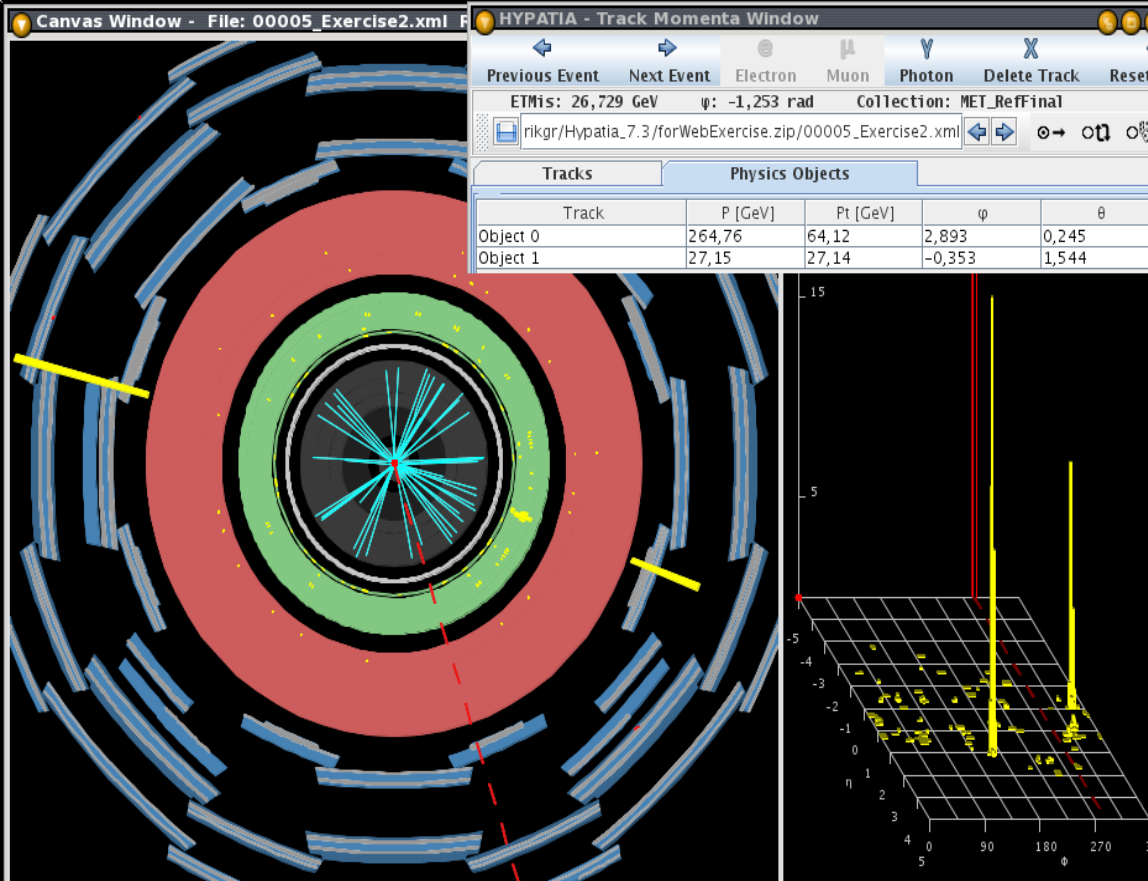 Canvas Window - File: 00005_Exercise2.xml
HYPATIA - Track Momenta Window
Previous Event Next Event Electron Muon Photon Delete Track Reset
ETMis: 26,729 GeV φ: -1,253 rad Collection: MET_RefFinal
rikgr/Hypatia_7.3/forWebExercise.zip/00005_Exercise2.xml
Tracks Physics Objects
Track P [GeV] Pt [GeV] φ θ
Object 0 264,76 64,12 2,893 0,245
Object 1 27,15 27,14 -0,353 1,544
15
5
-5
-4
-3
-2
-1
0
η 1
2
3
4
5
0 90 180 270
Φ